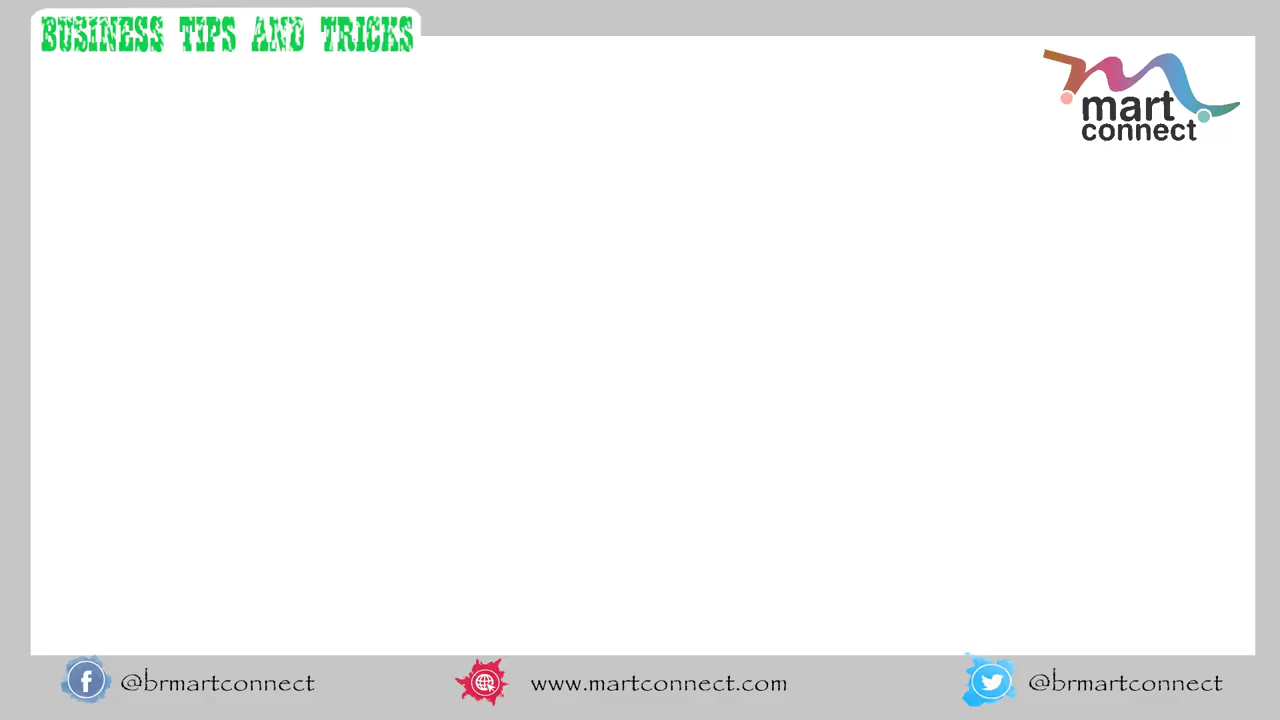 BUSINESS TIPS AND TRICKS
mart
connect
@brmartconnect
www.martconnect.com
@brmartconnect